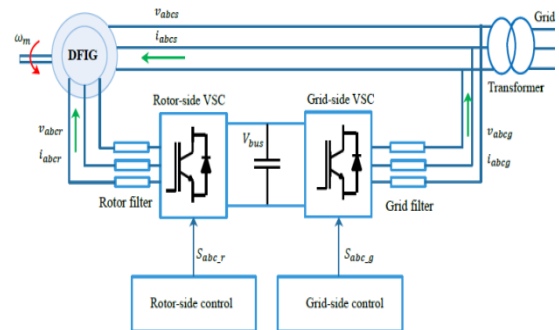 v_abcs
Grid
ω_m
i_abcs
DFIG
Transformer
Rotor-side VSC
Grid-side VSC
v_abcr
V_bus
v_abcg
i_abcr
i_abcg
Rotor filter
Grid filter
S_abc_r
S_abc_g
Rotor-side control
Grid-side control